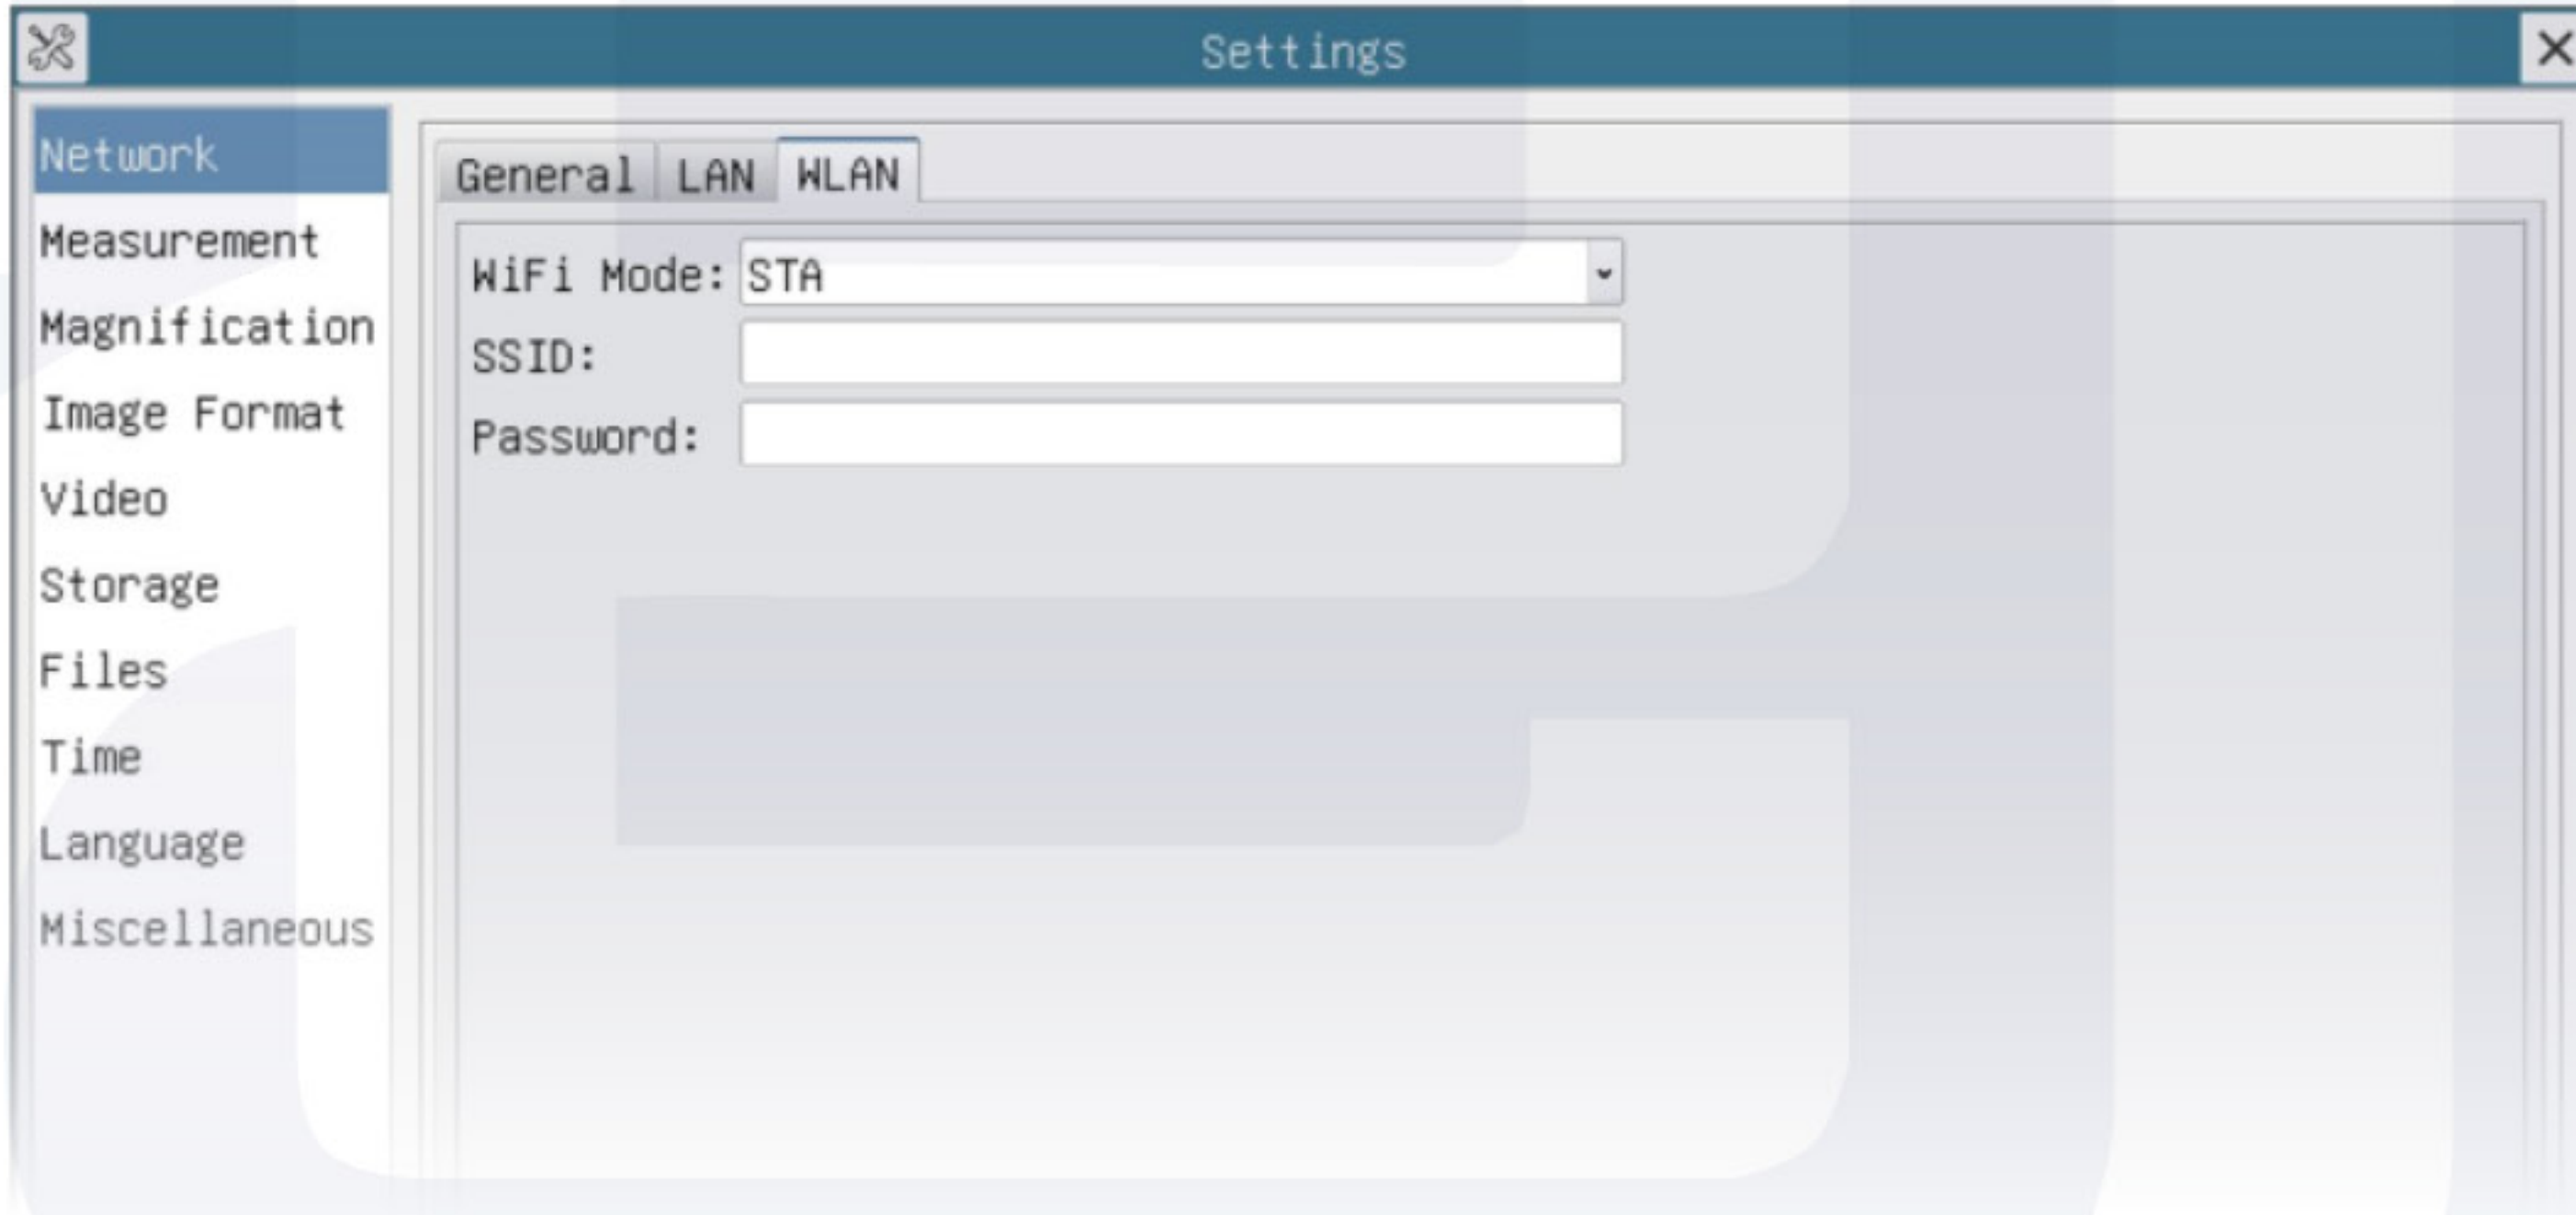 Settings
Network
Measurement
Magnification
Image Format
Video
Storage
Files
Time
Language
Miscellaneous
General LAN WLAN
WiFi Mode: STA
SSID:
Password: